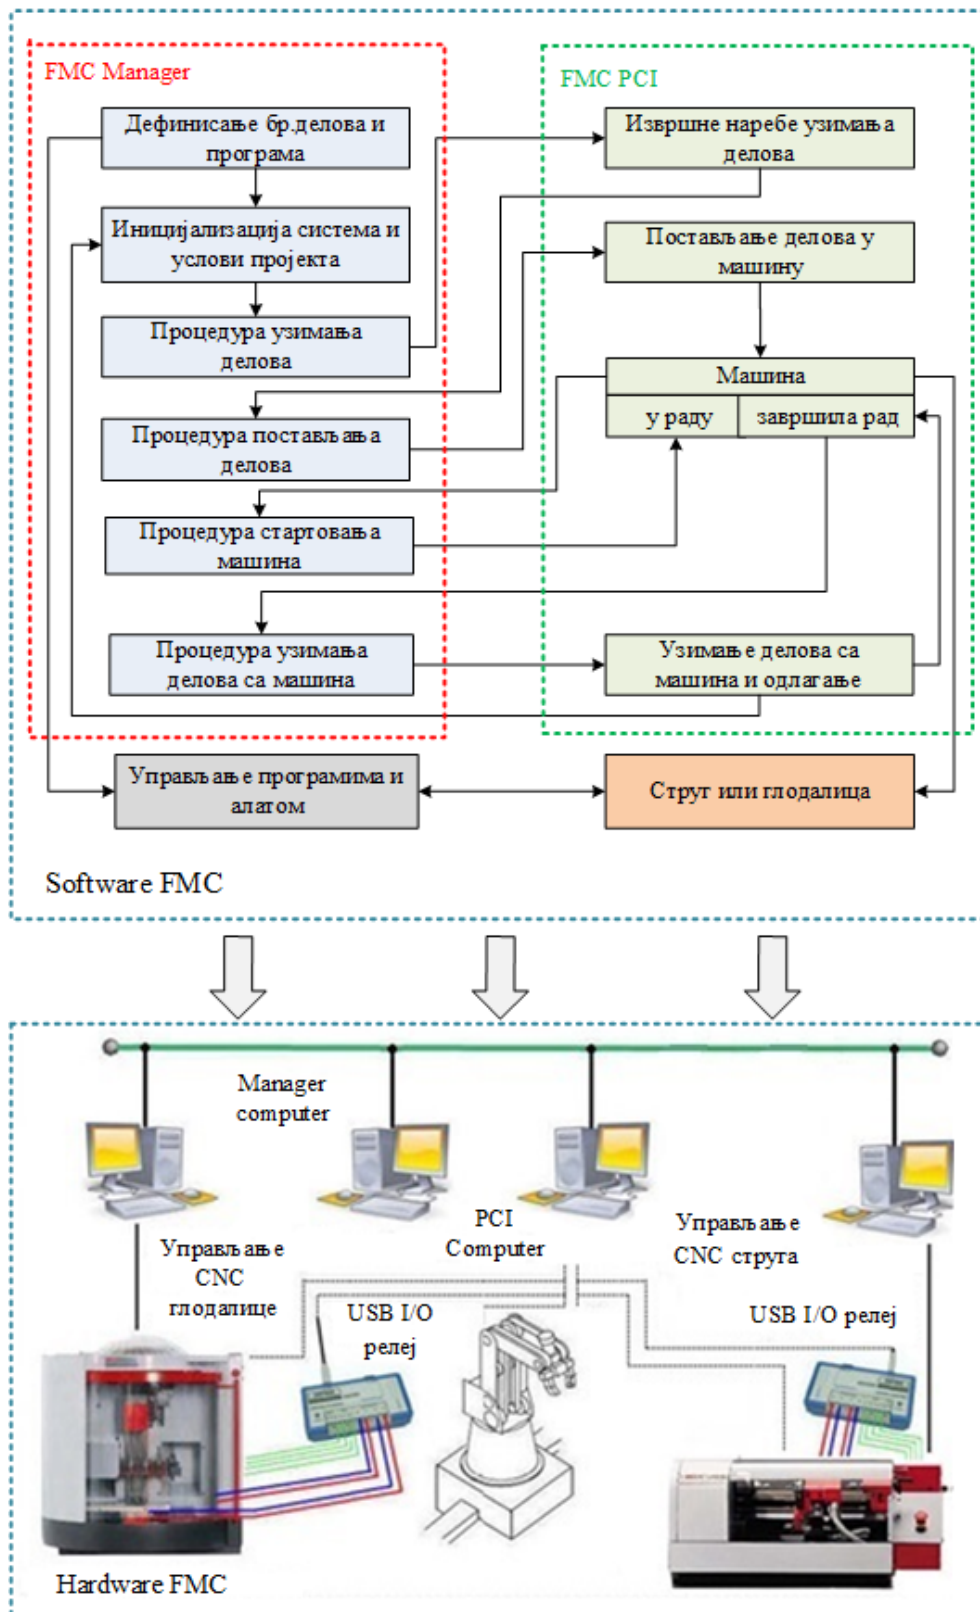 FMC Manager
FMC PCI
Дефинисање бр.делова и
програма
Извршне наребе узимања
делова
Иницијализација система и
услови пројекта
Постављање делова у
машину
Процедура узимања
делова
Машина
у раду
завршила рад
Процедура постављања
делова
Процедура стартовања
машина
Процедура узимања
делова са машина
Узимање делова са
машина и одлагање
Управљање програмима и
алатом
Струг или глодалица
Software FMC
Manager
computer
PCI
Computer
Управљање
CNC
глодалице
Управљање
CNC струга
USB I/O
релеј
USB I/O релеј
Hardware FMC